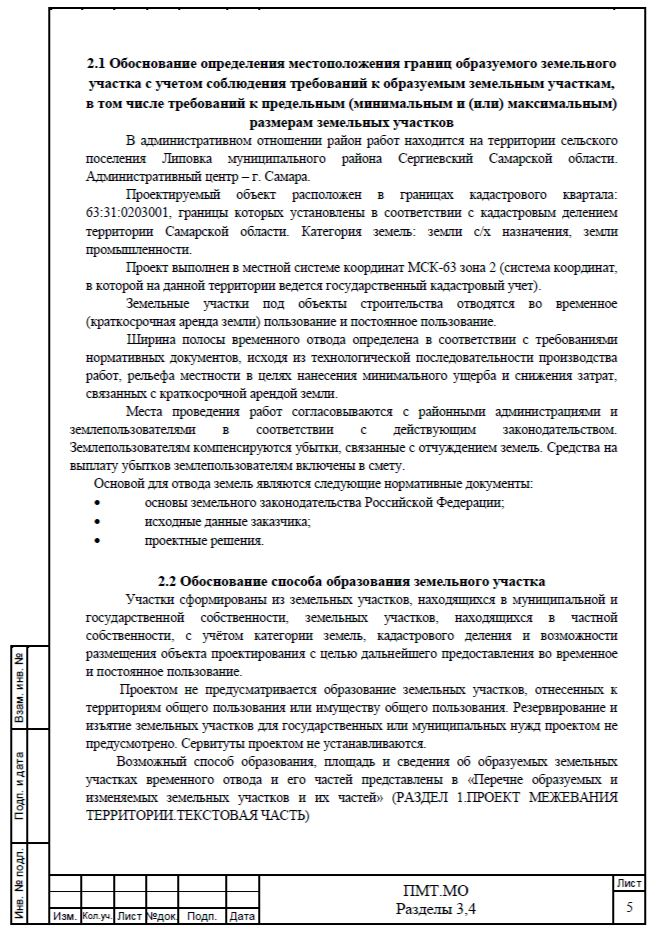 2.1 Обоснование определения местоположения границ образуемого земельного
участка с учетом соблюдения требований к образуемым земельным участкам,
в том числе требований к предельным (минимальным и (или) максимальным)
размерам земельных участков
В административном отношении район работ находится на территории сельского
поселения Липовка муниципального района Сергиевский Самарской области.
Административный центр – г. Самара.
Проектируемый объект расположен в границах кадастрового квартала:
63:31:0203001, границы которых установлены в соответствии с кадастровым делением
территории Самарской области. Категория земель: земли с/х назначения, земли
промышленности.
Проект выполнен в местной системе координат МСК-63 зона 2 (система координат,
в которой на данной территории ведется государственный кадастровый учет).
Земельные участки под объекты строительства отводятся во временное
(краткосрочная аренда земли) пользование и постоянное пользование.
Ширина полосы временного отвода определена в соответствии с требованиями
нормативных документов, исходя из технологической последовательности производства
работ, рельефа местности в целях нанесения минимального ущерба и снижения затрат,
связанных с краткосрочной арендой земли.
Места проведения работ согласовываются с районными администрациями и
землепользователями в соответствии с действующим законодательством.
Землепользователям компенсируются убытки, связанные с отчуждением земель. Средства на
выплату убытков землепользователям включены в смету.
Основой для отвода земель являются следующие нормативные документы:
• основы земельного законодательства Российской Федерации;
• исходные данные заказчика;
• проектные решения.
2.2 Обоснование способа образования земельного участка
Участки сформированы из земельных участков, находящихся в муниципальной и
государственной собственности, земельных участков, находящихся в частной
собственности, с учётом категории земель, кадастрового деления и возможности
размещения объекта проектирования с целью дальнейшего предоставления во временное
и постоянное пользование.
Проектом не предусматривается образование земельных участков, отнесенных к
территориям общего пользования или имуществу общего пользования. Резервирование и
изъятие земельных участков для государственных или муниципальных нужд проектом не
предусмотрено. Сервитуты проектом не устанавливаются.
Возможный способ образования, площадь и сведения об образуемых земельных
участках временного отвода и его частей представлены в «Перечне образуемых и
изменяемых земельных участков и их частей» (РАЗДЕЛ 1.ПРОЕКТ МЕЖЕВАНИЯ
ТЕРРИТОРИИ.ТЕКСТОВАЯ ЧАСТЬ)
Взам. инв. №
Подп. и дата
Инв. № подл.
Изм. Кол.уч. Лист №док. Подп. Дата
ПМТ.МО
Разделы 3,4
Лист
5